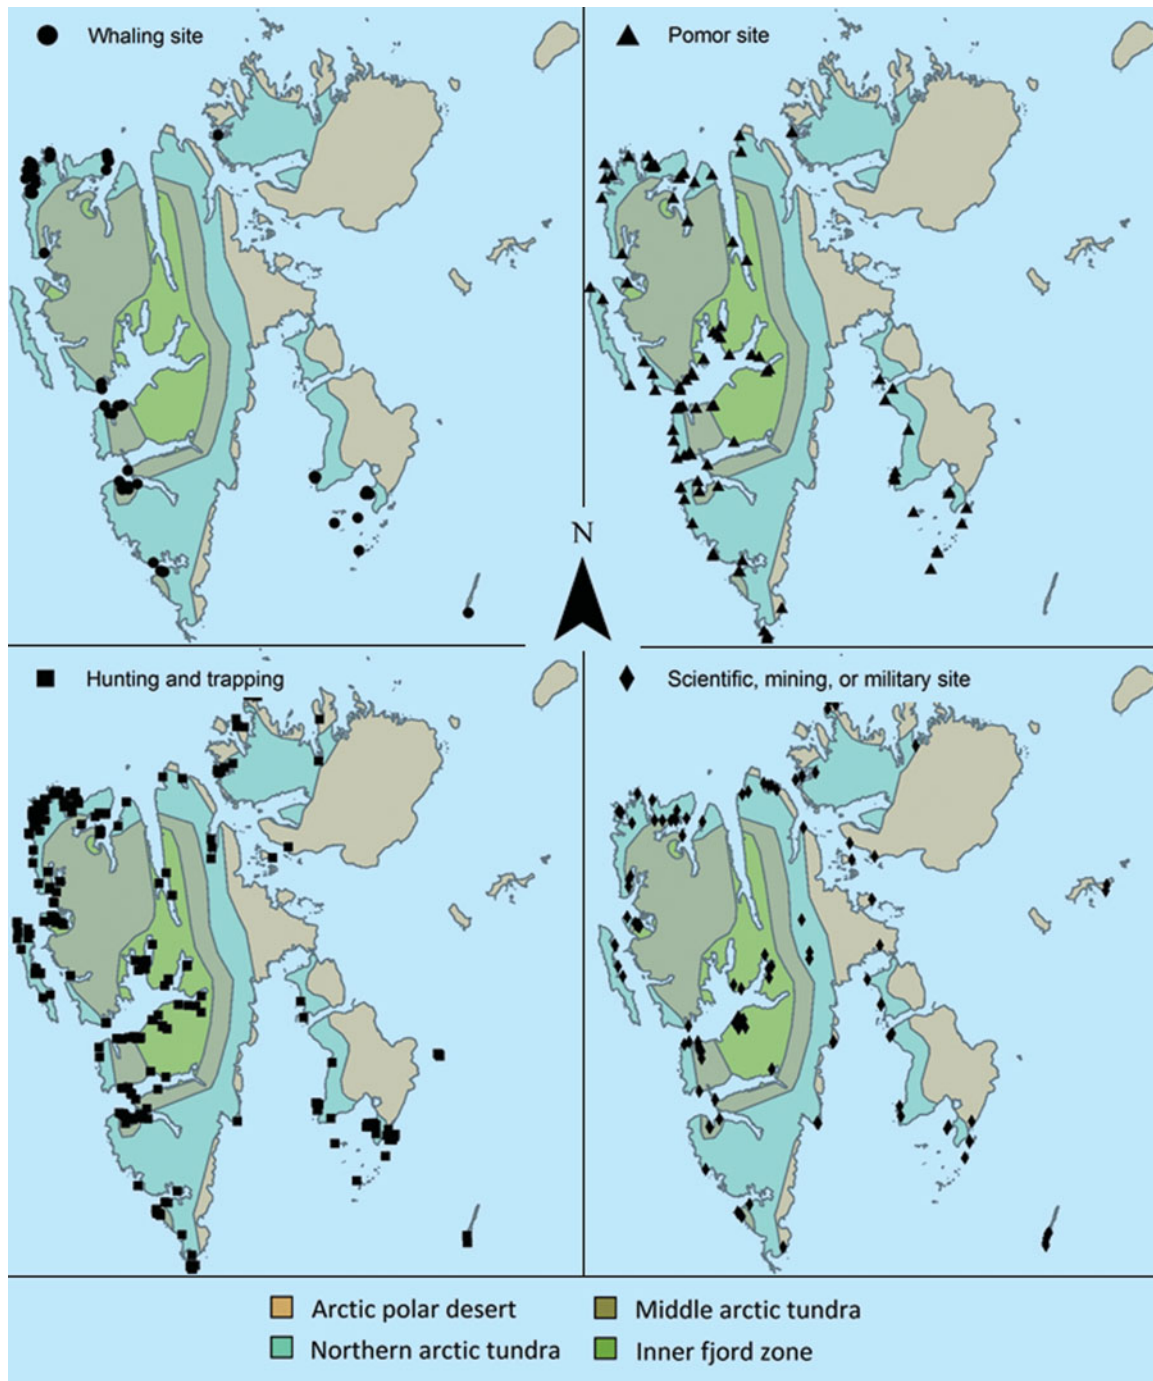 Whaling site
Pomor site
N
Hunting and trapping
Scientific, mining, or military site
Arctic polar desert
Middle arctic tundra
Northern arctic tundra
Inner fjord zone